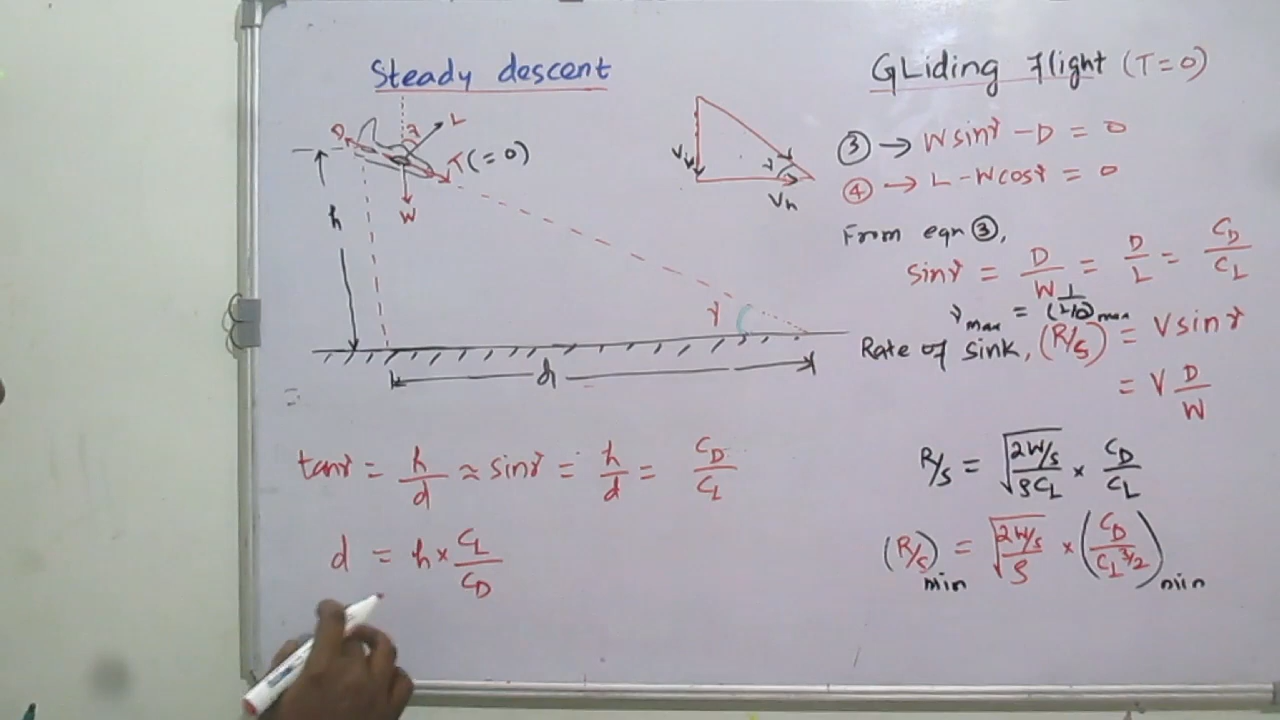 Steady descent
D
γ
L
T(=0)
W
h
γ
d
Vv
γ
Vh
tanγ = h/d ≈ sinγ = h/d = CD/CL
d = h × CL/CD
GLiding flight (T=0)
③ → Wsinγ - D = 0
④ → L - Wcosγ = 0
From eqn ③,
sinγ = D/W = D/L = CD/CL
γmax = 1/(L/D)max
Rate of sink, (R/S) = V sinγ
= V D/W
R/S = √(2W/S / ρCL) × CD/CL
(R/S)min = √(2W/S / ρ) × (CD/CL^3/2)min